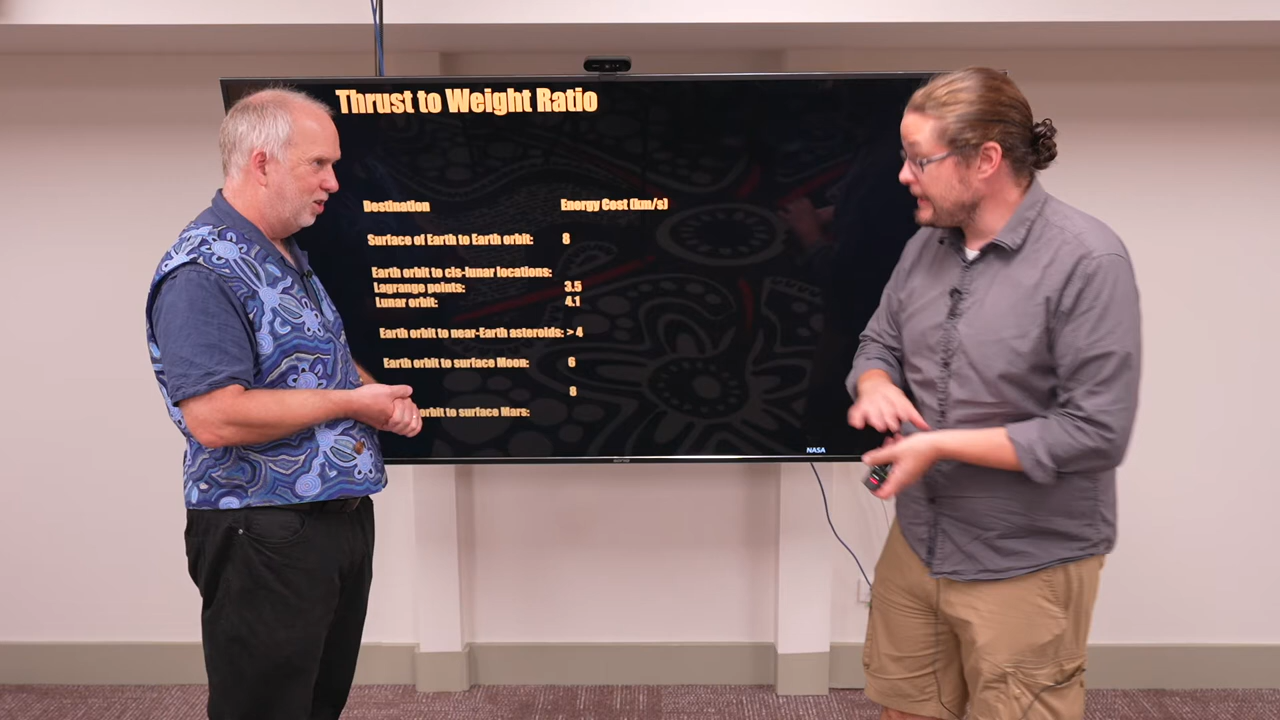 Thrust to Weight Ratio
Destination Energy Cost (km/s)
Surface of Earth to Earth orbit: 8
Earth orbit to cis-lunar locations:
Lagrange points: 3.5
Lunar orbit: 4.1
Earth orbit to near-Earth asteroids: > 4
Earth orbit to surface Moon: 6
8
orbit to surface Mars:
NASA